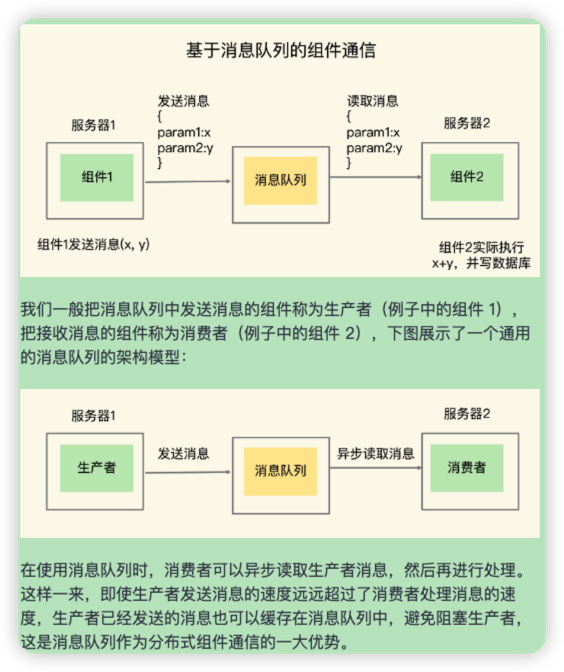 基于消息队列的组件通信
发送消息
{
param1:x
param2:y
}
读取消息
{
param1:x
param2:y
}
服务器1
服务器2
组件1
消息队列
组件2
组件1发送消息(x, y)
组件2实际执行
x+y，并写数据库
我们一般把消息队列中发送消息的组件称为生产者（例子中的组件 1），
把接收消息的组件称为消费者（例子中的组件 2），下图展示了一个通用
的消息队列的架构模型：
服务器1
服务器2
生产者
发送消息
消息队列
异步读取消息
消费者
在使用消息队列时，消费者可以异步读取生产者消息，然后再进行处理。
这样一来，即使生产者发送消息的速度远远超过了消费者处理消息的速
度，生产者已经发送的消息也可以缓存在消息队列中，避免阻塞生产者，
这是消息队列作为分布式组件通信的一大优势。